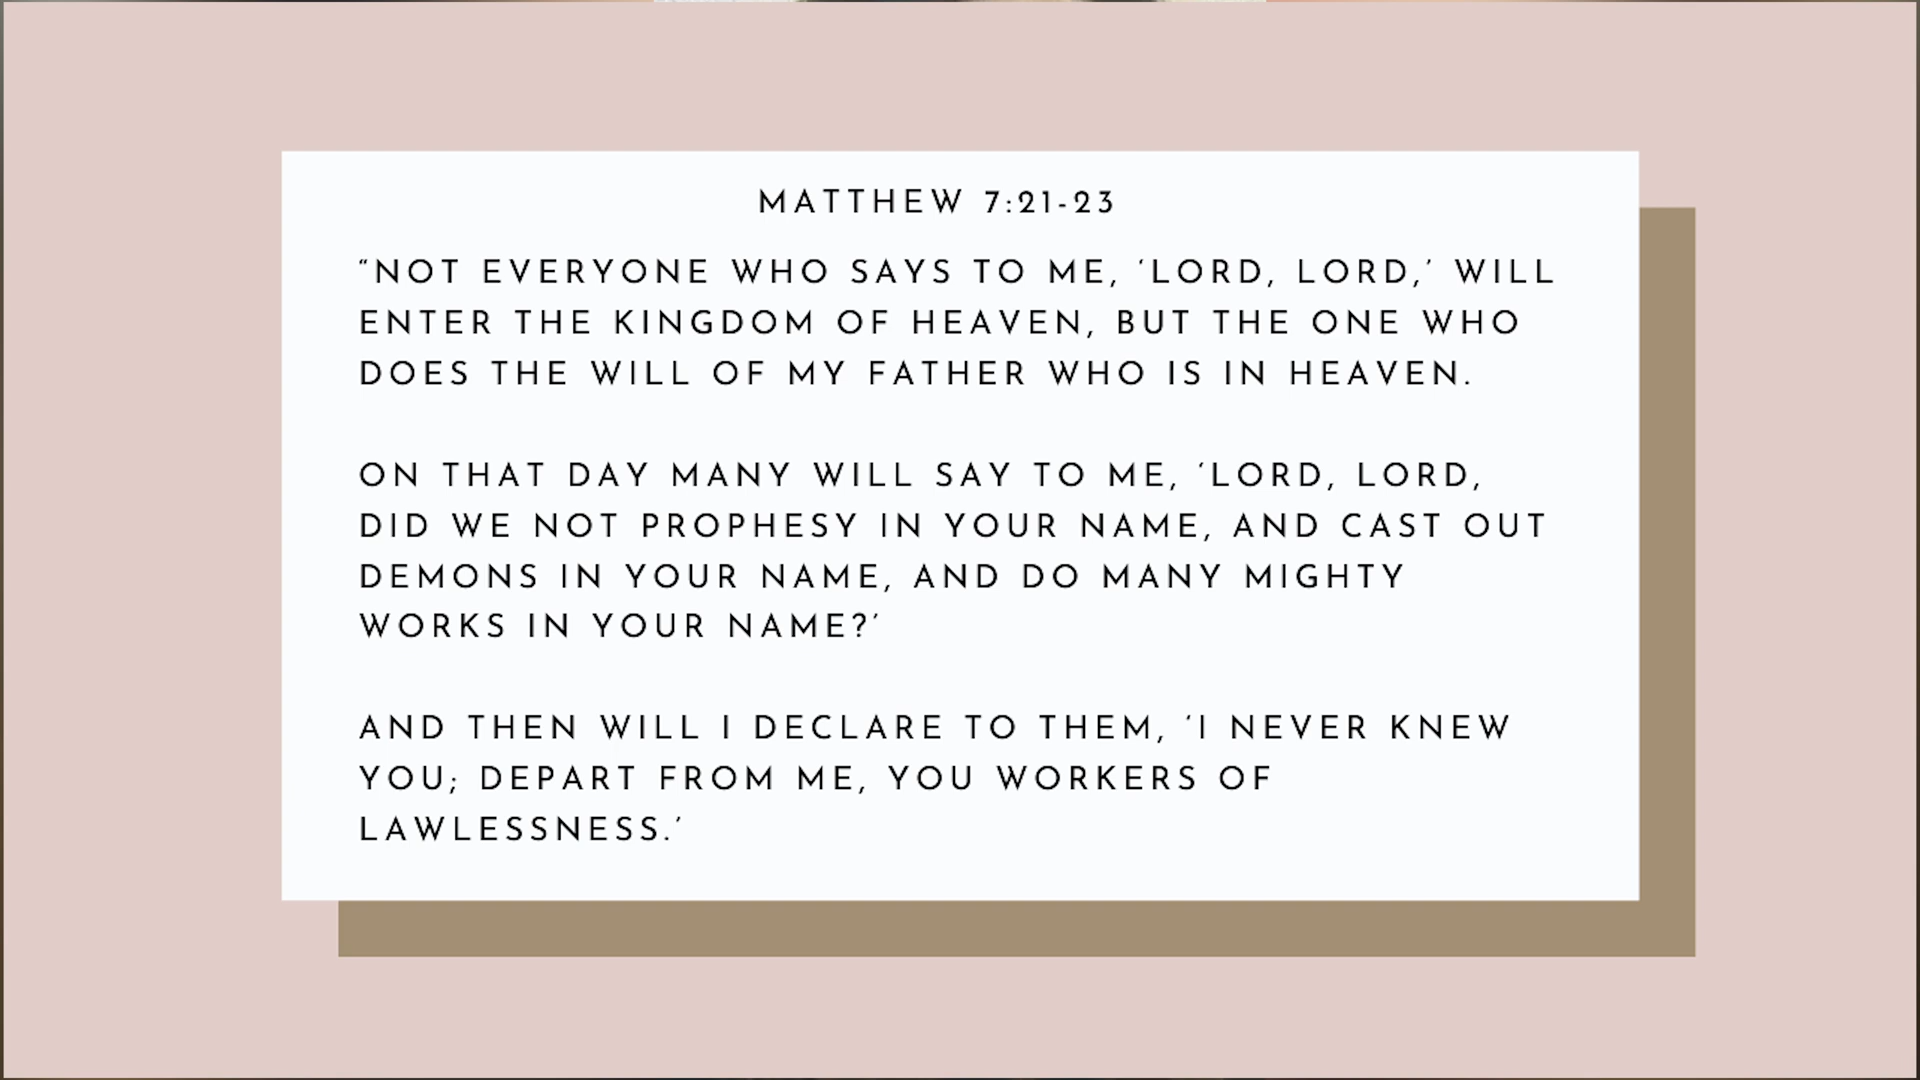 MATTHEW 7:21-23
“NOT EVERYONE WHO SAYS TO ME, ‘LORD, LORD,’ WILL
ENTER THE KINGDOM OF HEAVEN, BUT THE ONE WHO
DOES THE WILL OF MY FATHER WHO IS IN HEAVEN.
ON THAT DAY MANY WILL SAY TO ME, ‘LORD, LORD,
DID WE NOT PROPHESY IN YOUR NAME, AND CAST OUT
DEMONS IN YOUR NAME, AND DO MANY MIGHTY
WORKS IN YOUR NAME?’
AND THEN WILL I DECLARE TO THEM, ‘I NEVER KNEW
YOU; DEPART FROM ME, YOU WORKERS OF
LAWLESSNESS.’